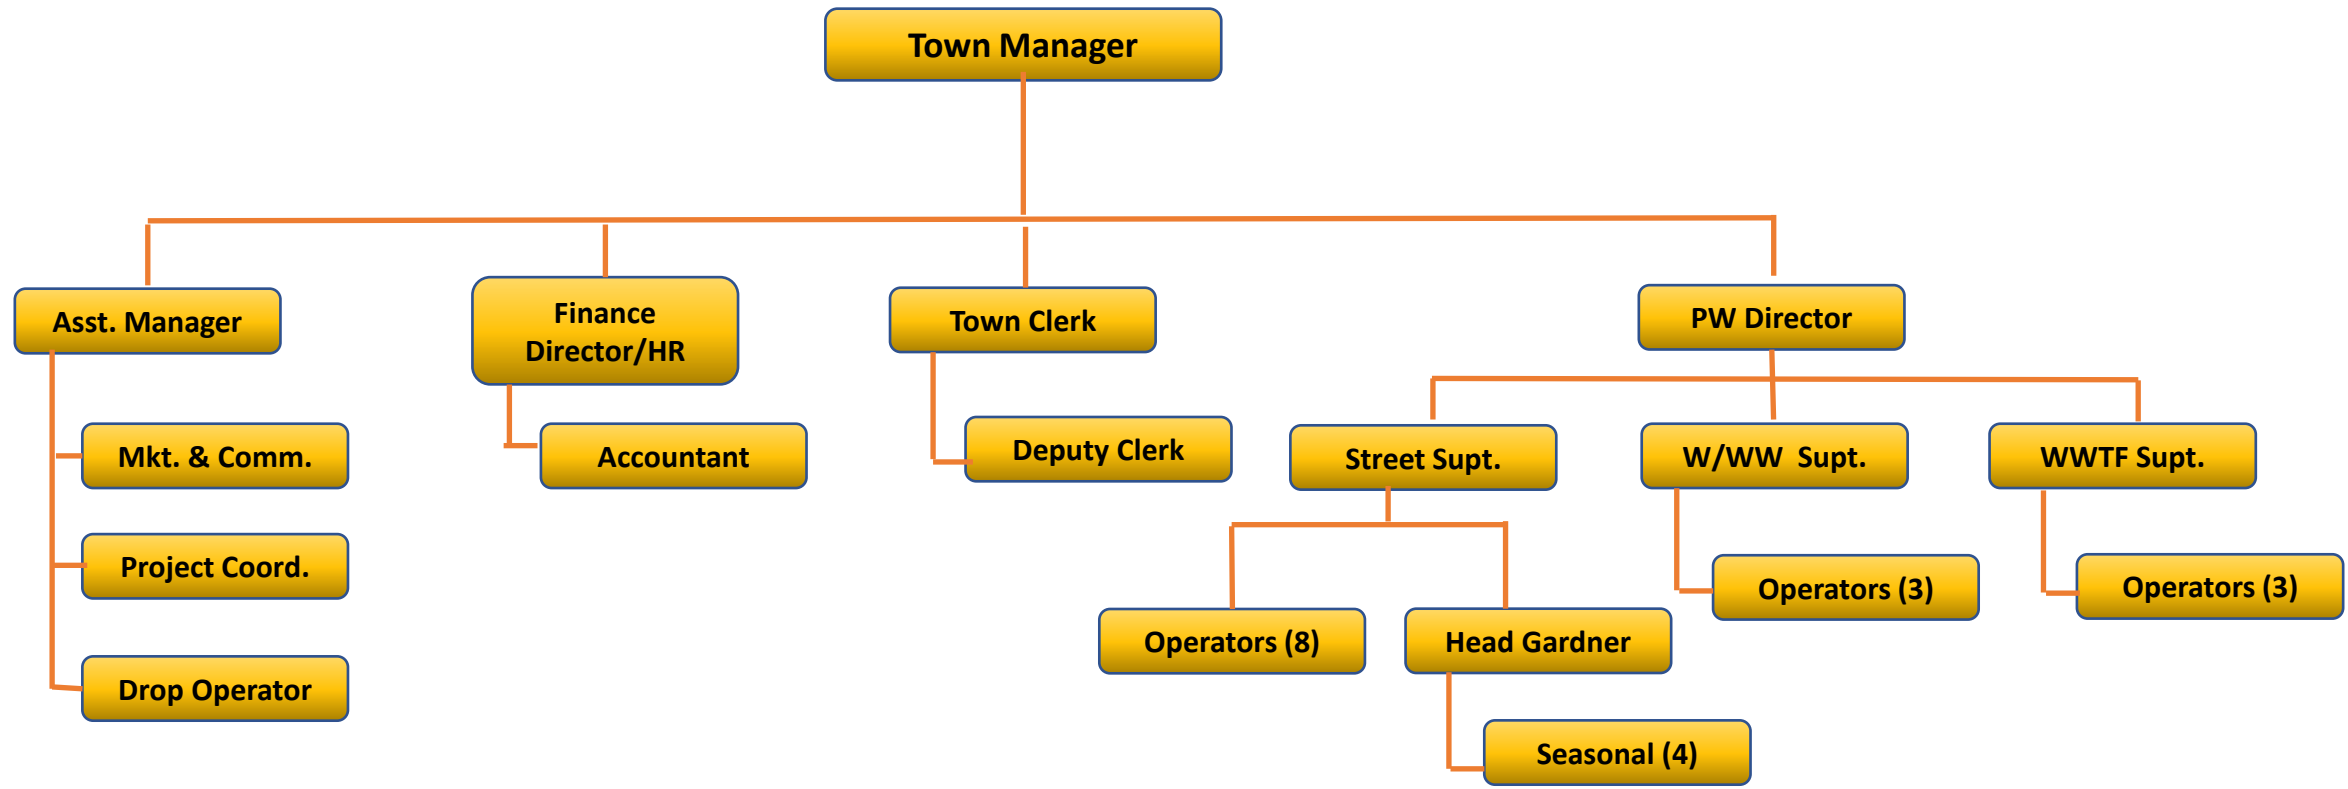 Town Manager
Asst. Manager
Finance
Director/HR
Town Clerk
PW Director
Mkt. & Comm.
Accountant
Deputy Clerk
Street Supt.
W/WW  Supt.
WWTF Supt.
Project Coord.
Operators (3)
Operators (3)
Drop Operator
Operators (8)
Head Gardner
Seasonal (4)